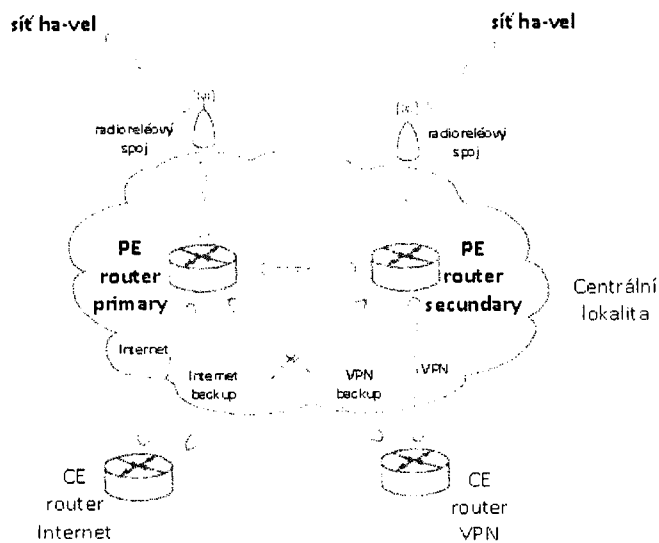 síť ha-vel
síť ha-vel
radioreléový
spoj
radioreléový
spoj
PE
router
primary
PE
router
secundary
Centrální
lokalita
Internet
Internet
backup
VPN
backup
VPN
CE
router
Internet
CE
router
VPN